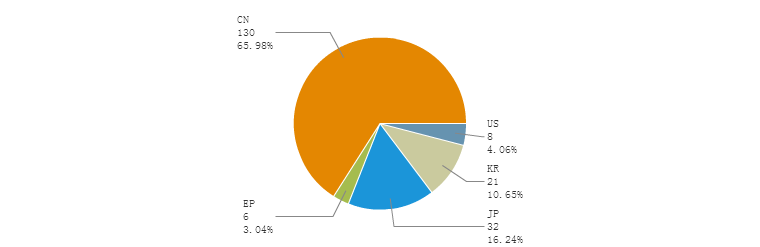 CN
130
65.98%
US
8
4.06%
KR
21
10.65%
JP
32
16.24%
EP
6
3.04%